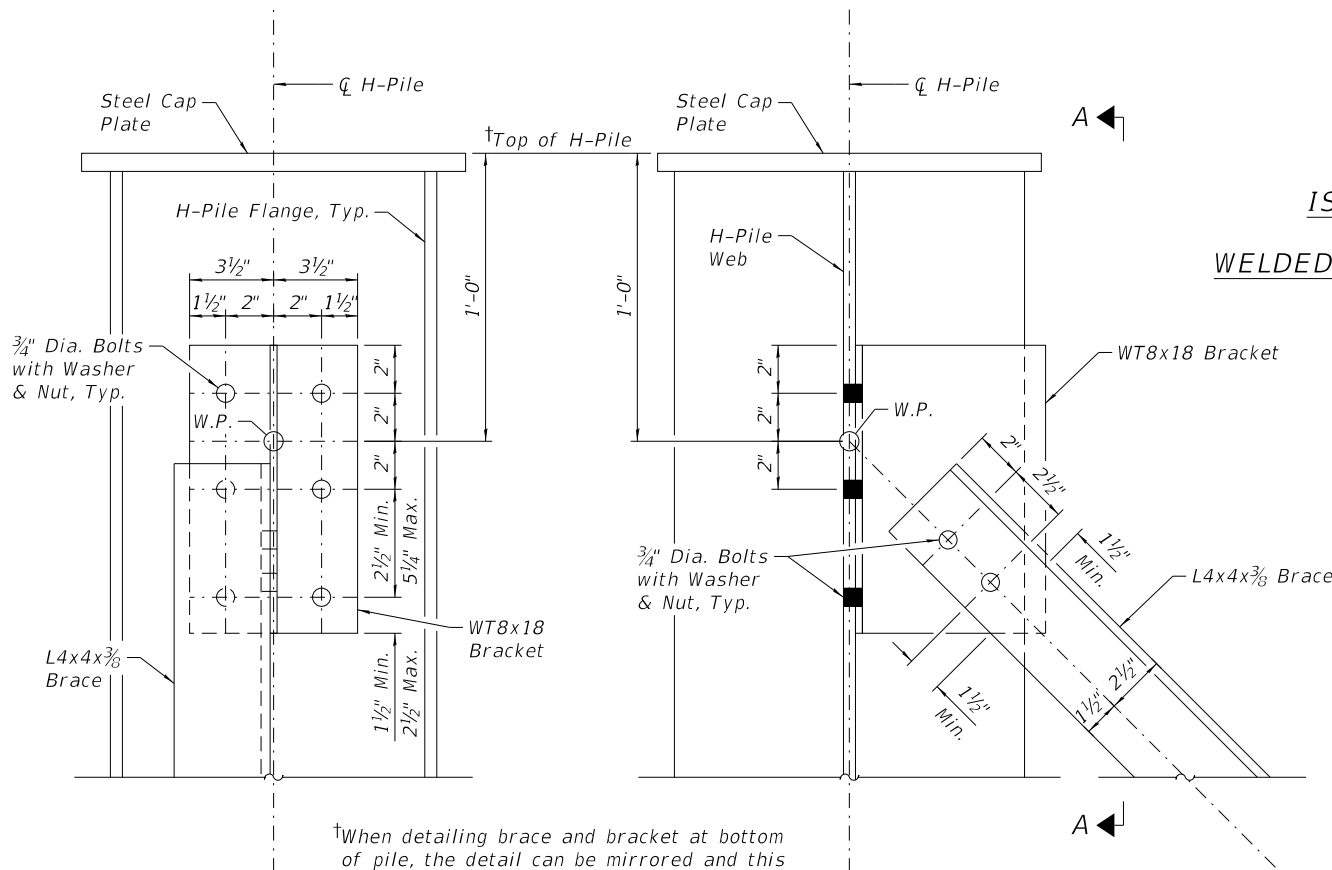 ℄ H-Pile
Steel Cap
Plate
†Top of H-Pile
H-Pile Flange, Typ.
3½"
3½"
1½"
2"
2"
1½"
¾" Dia. Bolts
with Washer
& Nut, Typ.
W.P.
2"
2"
2"
2½" Min.
5¼" Max.
1½" Min.
2½" Max.
1'-0"
WT8x18
Bracket
L4x4x⅜
Brace
℄ H-Pile
Steel Cap
Plate
A
H-Pile
Web
1'-0"
2"
2"
2"
W.P.
WT8x18 Bracket
2"
2½"
1½"
Min.
¾" Dia. Bolts
with Washer
& Nut, Typ.
L4x4x⅜ Brace
1½"
Min.
1½"
2½"
A
IS
WELDED
†When detailing brace and bracket at bottom
of pile, the detail can be mirrored and this